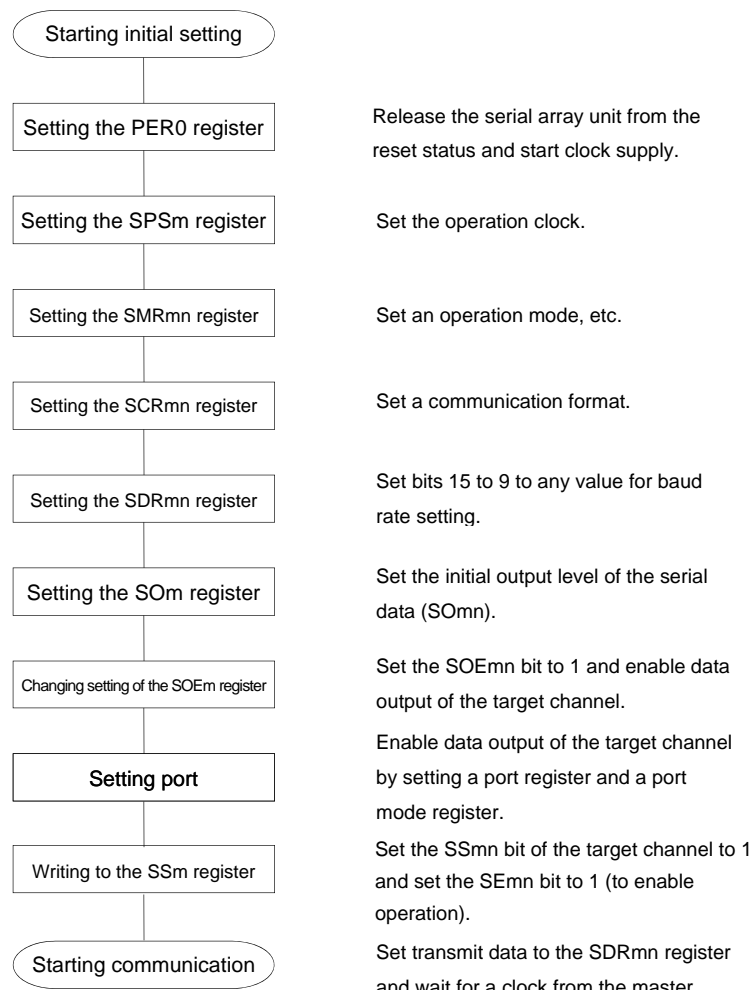 Starting initial setting
Setting the PER0 register
Release the serial array unit from the
reset status and start clock supply.
Setting the SPSm register
Set the operation clock.
Setting the SMRmn register
Set an operation mode, etc.
Setting the SCRmn register
Set a communication format.
Setting the SDRmn register
Set bits 15 to 9 to any value for baud
rate setting.
Setting the SOm register
Set the initial output level of the serial
data (SOmn).
Changing setting of the SOEm register
Set the SOEmn bit to 1 and enable data
output of the target channel.
Setting port
Enable data output of the target channel
by setting a port register and a port
mode register.
Writing to the SSm register
Set the SSmn bit of the target channel to 1
and set the SEmn bit to 1 (to enable
operation).
Starting communication
Set transmit data to the SDRmn register
and wait for a clock from the master